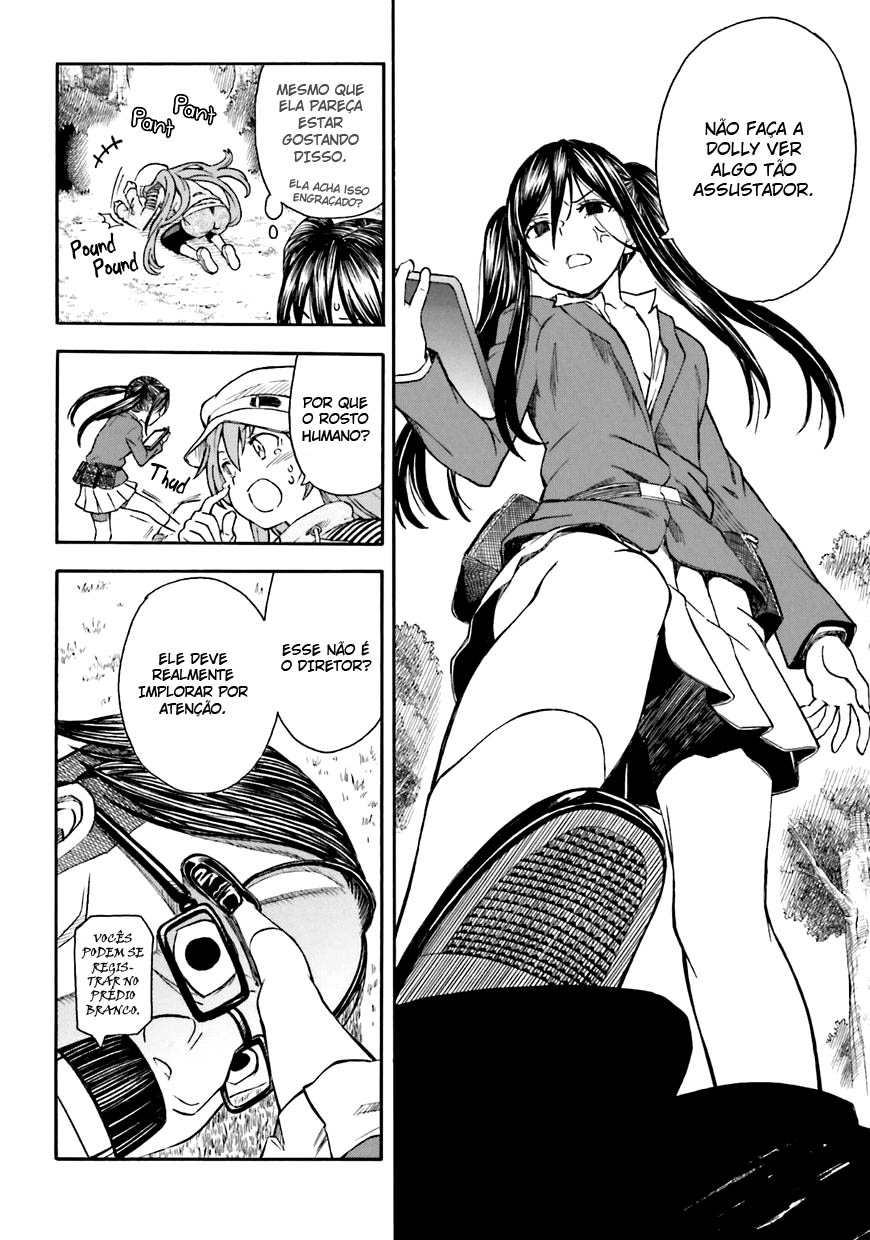 NÃO FAÇA A
DOLLY VER
ALGO TÃO
ASSUSTADOR.
MESMO QUE
ELA PAREÇA
ESTAR
GOSTANDO
DISSO.
ELA ACHA ISSO
ENGRAÇADO?
Pant
Pant
Pound
Pound
POR QUE
O ROSTO
HUMANO?
Thud
ESSE NÃO É
O DIRETOR?
ELE DEVE
REALMENTE
IMPLORAR POR
ATENÇÃO.
VOCÊS
PODEM SE
REGIS-
TRAR NO
PRÉDIO
BRANCO.